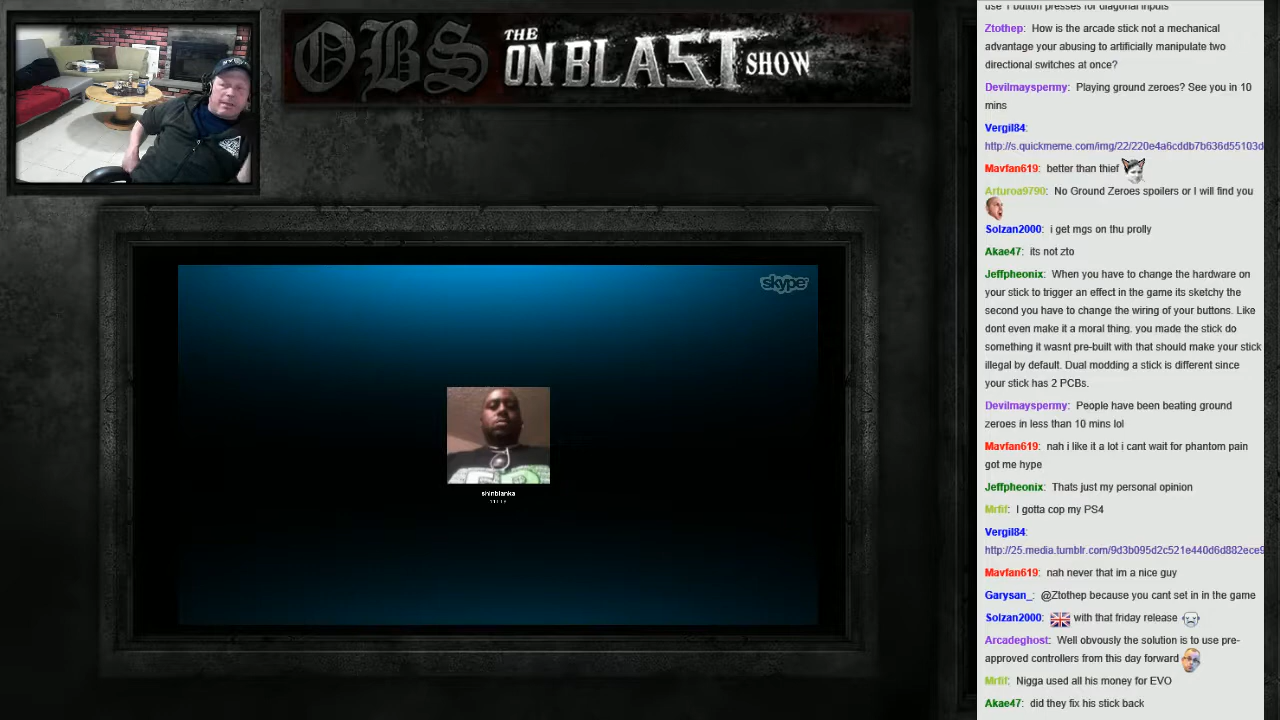 OBS THE
ON BLAST SHOW
skype
shinblanka
Ztothep: How is the arcade stick not a mechanical
advantage your abusing to artificially manipulate two
directional switches at once?
Devilmayspermy: Playing ground zeroes? See you in 10
mins
Vergil84:
http://s.quickmeme.com/img/22/220e4a6cddb7b636d55103d
Mavfan619: better than thief
Arturoa9790: No Ground Zeroes spoilers or I will find you
Solzan2000: i get mgs on thu prolly
Akae47: its not zto
Jeffpheonix: When you have to change the hardware on
your stick to trigger an effect in the game its sketchy the
second you have to change the wiring of your buttons. Like
dont even make it a moral thing. you made the stick do
something it wasnt pre-built with that should make your stick
illegal by default. Dual modding a stick is different since
your stick has 2 PCBs.
Devilmayspermy: People have been beating ground
zeroes in less than 10 mins lol
Mavfan619: nah i like it a lot i cant wait for phantom pain
got me hype
Jeffpheonix: Thats just my personal opinion
Mrfif: I gotta cop my PS4
Vergil84:
http://25.media.tumblr.com/9d3b095d2c521e440d6d882ece9
Mavfan619: nah never that im a nice guy
Garysan_: @Ztothep because you cant set in in the game
Solzan2000: with that friday release
Arcadeghost: Well obvously the solution is to use pre-
approved controllers from this day forward
Mrfif: Nigga used all his money for EVO
Akae47: did they fix his stick back